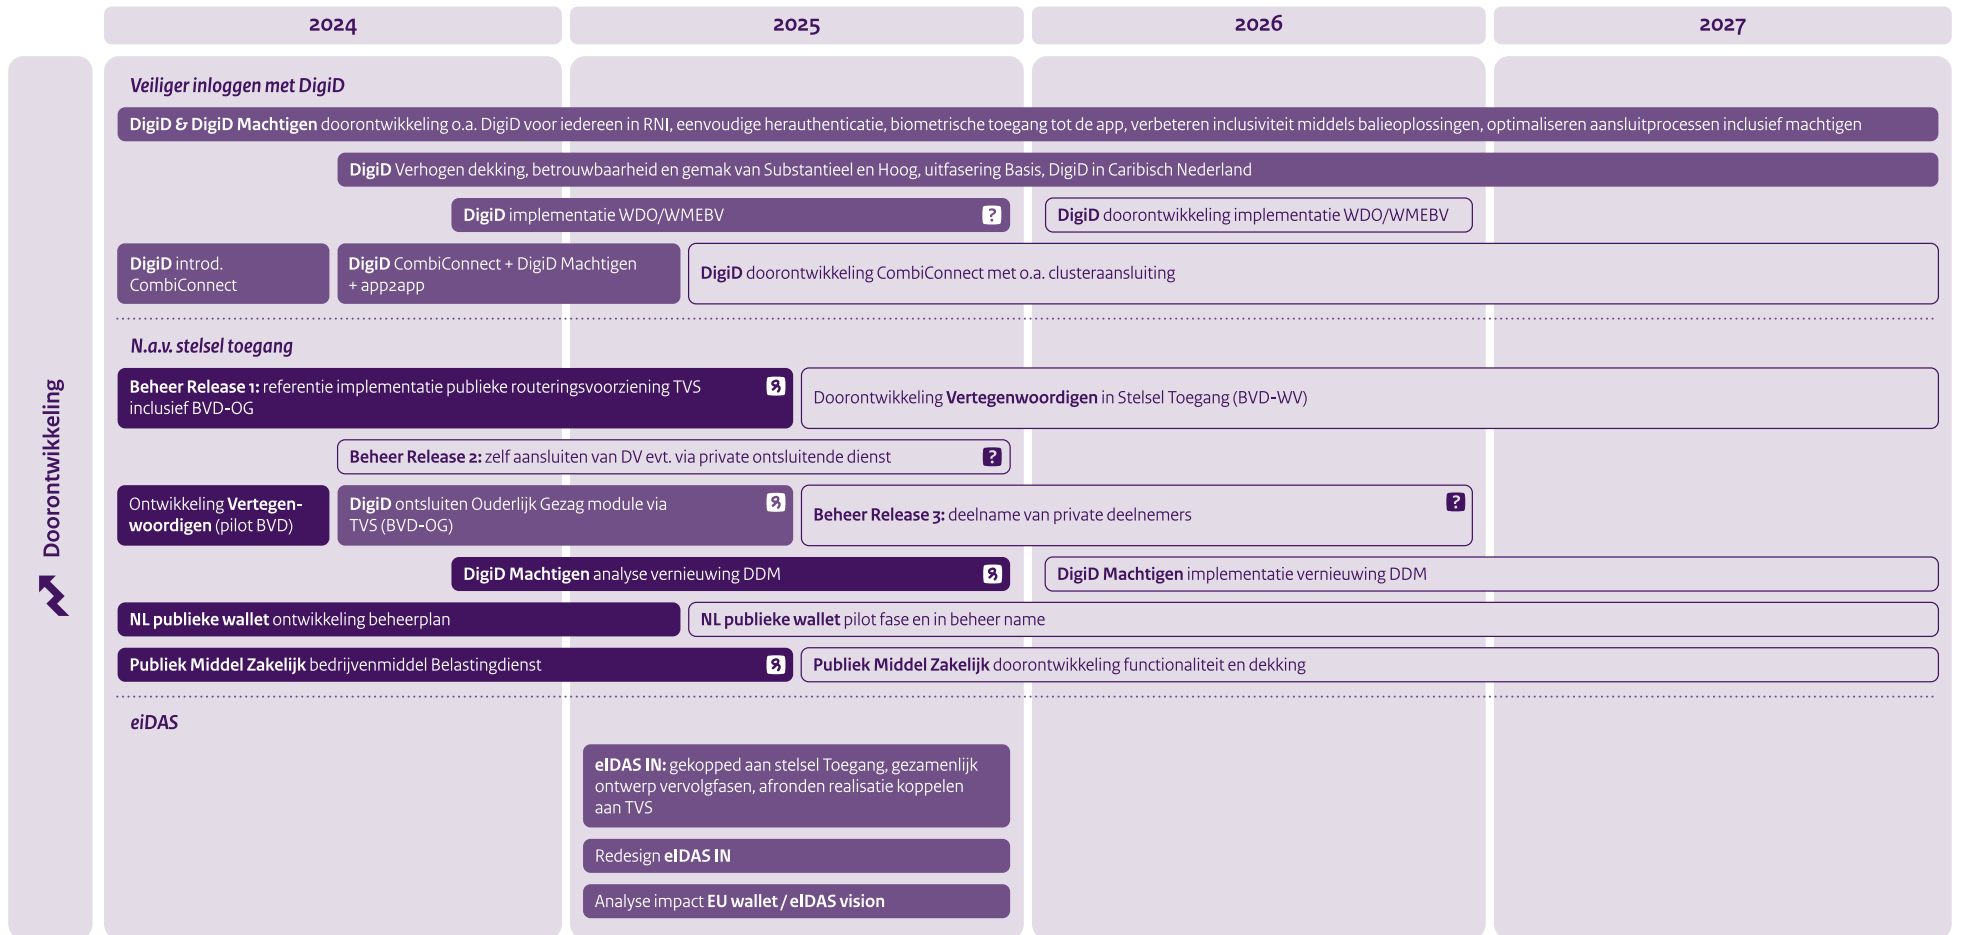 2024
2025
2026
2027
Doorontwikkeling
Veiliger inloggen met DigiD
DigiD & DigiD Machtigen doorontwikkeling o.a. DigiD voor iedereen in RNI, eenvoudige herauthenticatie, biometrische toegang tot de app, verbeteren inclusiviteit middels balieoplossingen, optimaliseren aansluitprocessen inclusief machtigen
DigiD Verhogen dekking, betrouwbaarheid en gemak van Substantieel en Hoog, uitfasering Basis, DigiD in Caribisch Nederland
DigiD implementatie WDO/WMEBV
?
DigiD doorontwikkeling implementatie WDO/WMEBV
DigiD introd.
CombiConnect
DigiD CombiConnect + DigiD Machtigen
+ app2app
DigiD doorontwikkeling CombiConnect met o.a. clusteraansluiting
N.a.v. stelsel toegang
Beheer Release 1: referentie implementatie publieke routeringsvoorziening TVS
inclusief BVD-OG
Doorontwikkeling Vertegenwoordigen in Stelsel Toegang (BVD-WV)
Beheer Release 2: zelf aansluiten van DV evt. via private ontsluitende dienst
?
Ontwikkeling Vertegen-
woordigen (pilot BVD)
DigiD ontsluiten Ouderlijk Gezag module via
TVS (BVD-OG)
Beheer Release 3: deelname van private deelnemers
?
DigiD Machtigen analyse vernieuwing DDM
DigiD Machtigen implementatie vernieuwing DDM
NL publieke wallet ontwikkeling beheerplan
NL publieke wallet pilot fase en in beheer name
Publiek Middel Zakelijk bedrijvenmiddel Belastingdienst
Publiek Middel Zakelijk doorontwikkeling functionaliteit en dekking
eiDAS
eIDAS IN: gekopped aan stelsel Toegang, gezamenlijk
ontwerp vervolgfasen, afronden realisatie koppelen
aan TVS
Redesign eIDAS IN
Analyse impact EU wallet / eIDAS vision